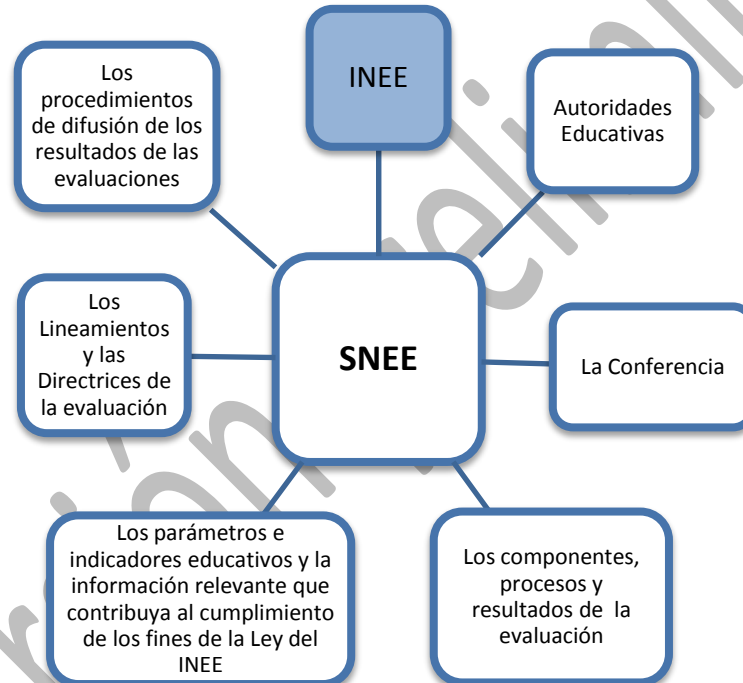 INEE
Los
procedimientos
de difusión de los
resultados de las
evaluaciones
Autoridades
Educativas
Los
Lineamientos
y las
Directrices de
la evaluación
SNEE
La Conferencia
Los parámetros e
indicadores educativos y la
información relevante que
contribuya al cumplimiento
de los fines de la Ley del
INEE
Los componentes,
procesos y
resultados de la
evaluación